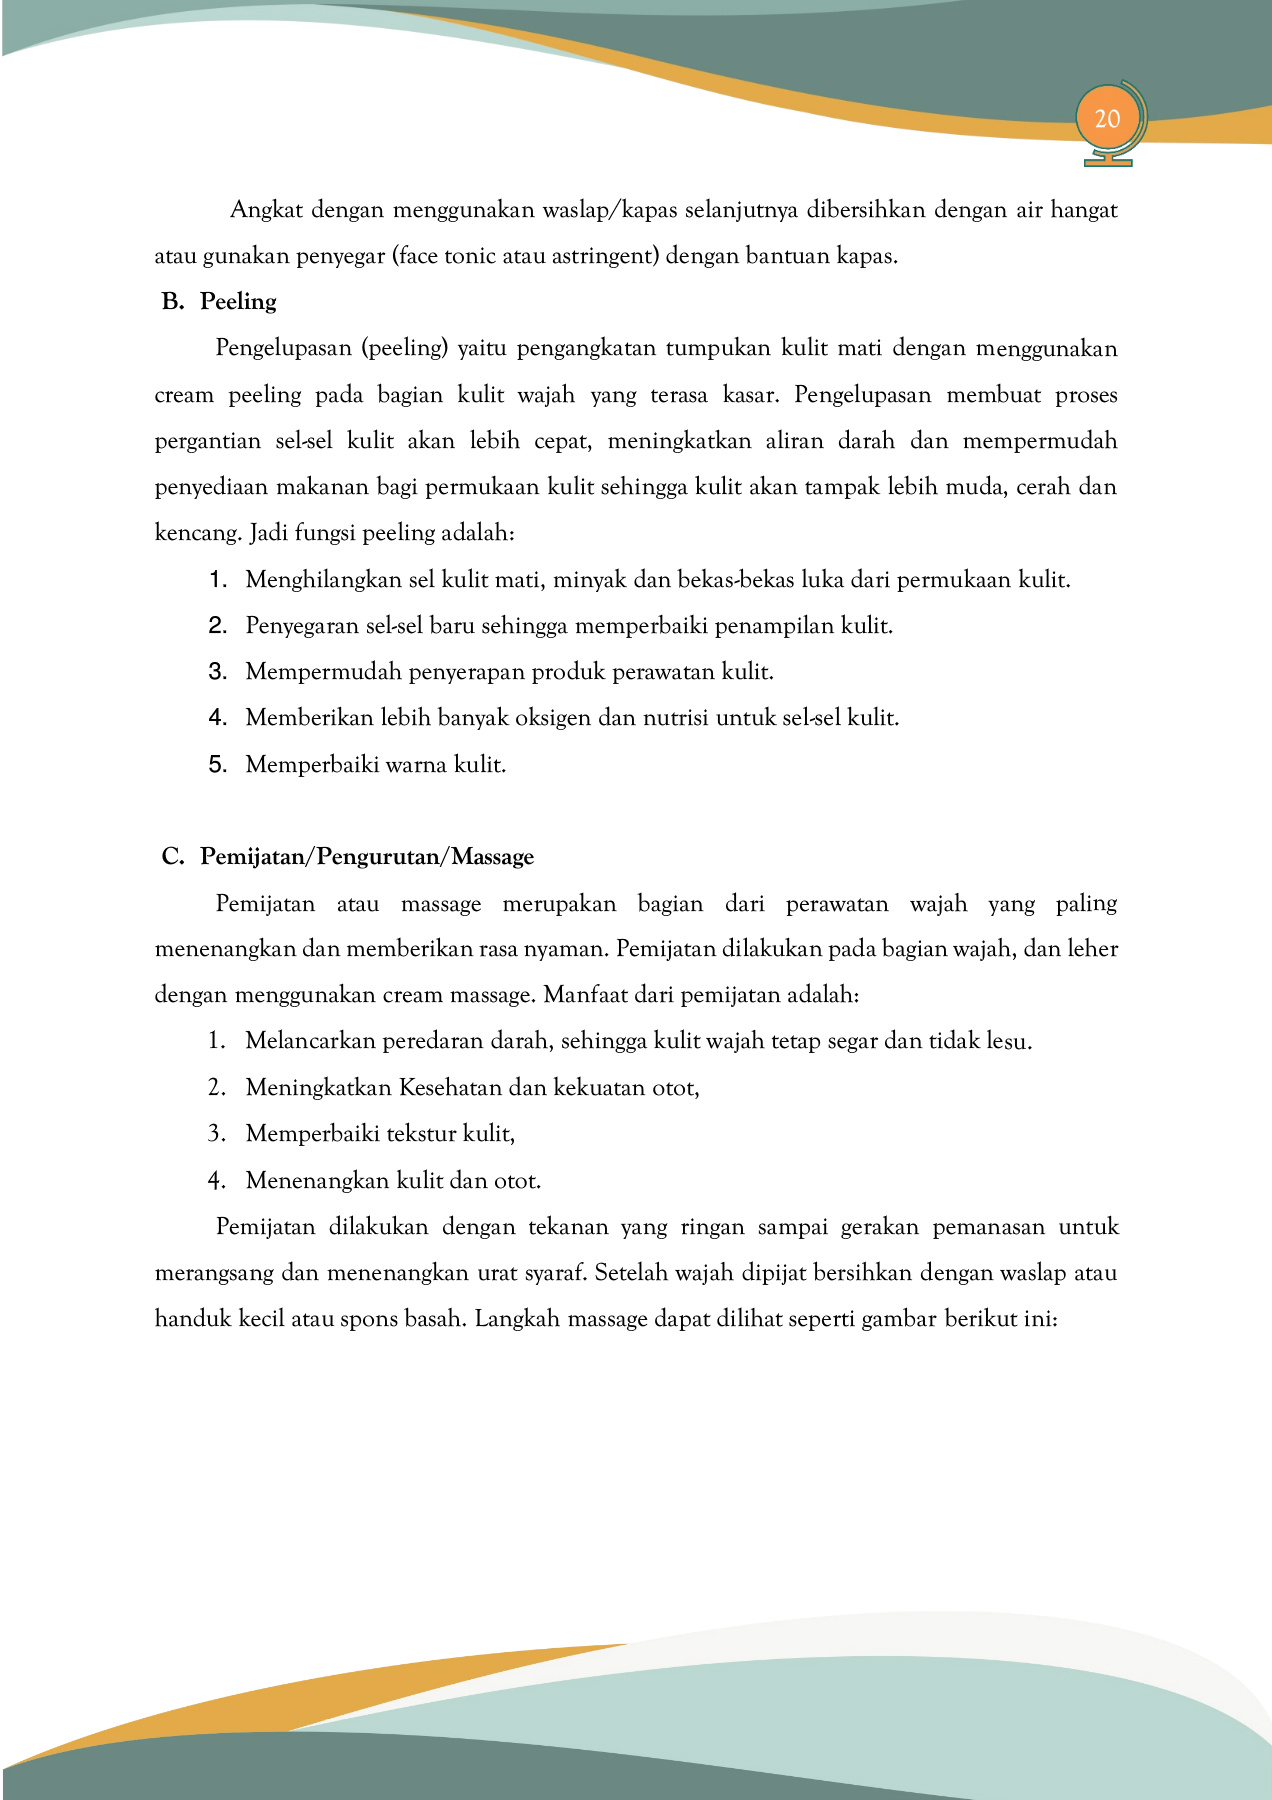 20
Angkat dengan menggunakan waslap/kapas selanjutnya dibersihkan dengan air hangat
atau gunakan penyegar (face tonic atau astringent) dengan bantuan kapas.
B. Peeling
Pengelupasan (peeling) yaitu pengangkatan tumpukan kulit mati dengan menggunakan
cream peeling pada bagian kulit wajah yang terasa kasar. Pengelupasan membuat proses
pergantian sel-sel kulit akan lebih cepat, meningkatkan aliran darah dan mempermudah
penyediaan makanan bagi permukaan kulit sehingga kulit akan tampak lebih muda, cerah dan
kencang. Jadi fungsi peeling adalah:
1. Menghilangkan sel kulit mati, minyak dan bekas-bekas luka dari permukaan kulit.
2. Penyegaran sel-sel baru sehingga memperbaiki penampilan kulit.
3. Mempermudah penyerapan produk perawatan kulit.
4. Memberikan lebih banyak oksigen dan nutrisi untuk sel-sel kulit.
5. Memperbaiki warna kulit.
C. Pemijatan/Pengurutan/Massage
Pemijatan atau massage merupakan bagian dari perawatan wajah yang paling
menenangkan dan memberikan rasa nyaman. Pemijatan dilakukan pada bagian wajah, dan leher
dengan menggunakan cream massage. Manfaat dari pemijatan adalah:
1. Melancarkan peredaran darah, sehingga kulit wajah tetap segar dan tidak lesu.
2. Meningkatkan Kesehatan dan kekuatan otot,
3. Memperbaiki tekstur kulit,
4. Menenangkan kulit dan otot.
Pemijatan dilakukan dengan tekanan yang ringan sampai gerakan pemanasan untuk
merangsang dan menenangkan urat syaraf. Setelah wajah dipijat bersihkan dengan waslap atau
handuk kecil atau spons basah. Langkah massage dapat dilihat seperti gambar berikut ini: